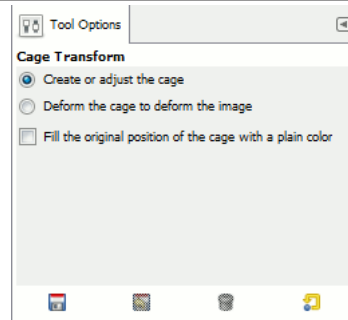 Tool Options
Cage Transform
Create or adjust the cage
Deform the cage to deform the image
Fill the original position of the cage with a plain color